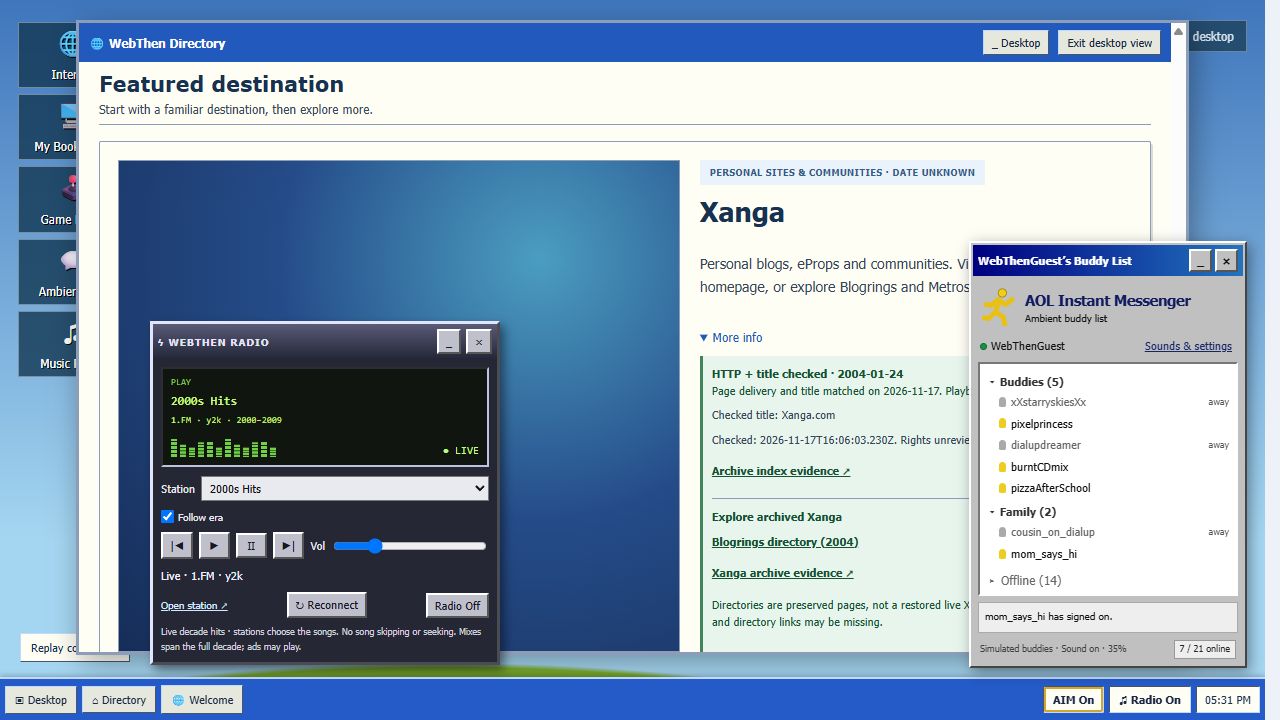 desktop
Inter
My Boo
Game
Ambien
Music
Replay co
WebThen Directory
_ Desktop
Exit desktop view
Featured destination
Start with a familiar destination, then explore more.
PERSONAL SITES & COMMUNITIES · DATE UNKNOWN
Xanga
Personal blogs, eProps and communities. Vi
homepage, or explore Blogrings and Metros
▼ More info
HTTP + title checked · 2004-01-24
Page delivery and title matched on 2026-11-17. Playb
Checked title: Xanga.com
Checked: 2026-11-17T16:06:03.230Z. Rights unrevie
Archive index evidence ↗
Explore archived Xanga
Blogrings directory (2004)
Xanga archive evidence ↗
Directories are preserved pages, not a restored live X
and directory links may be missing.
ϟ WEBTHEN RADIO
_ ×
PLAY
2000s Hits
1.FM · y2k · 2000–2009
● LIVE
Station 2000s Hits
Follow era
|◀ ▶ II ▶| Vol
Live · 1.FM · y2k
Open station ↗ ↻ Reconnect Radio Off
Live decade hits · stations choose the songs. No song skipping or seeking. Mixes
span the full decade; ads may play.
WebThenGuest's Buddy List _ ×
AOL Instant Messenger
Ambient buddy list
WebThenGuest Sounds & settings
Buddies (5)
xXstarryskiesXx away
pixelprincess
dialupdreamer away
burntCDmix
pizzaAfterSchool
Family (2)
cousin_on_dialup away
mom_says_hi
Offline (14)
mom_says_hi has signed on.
Simulated buddies · Sound on · 35% 7 / 21 online
Desktop Directory Welcome AIM On ♫ Radio On 05:31 PM